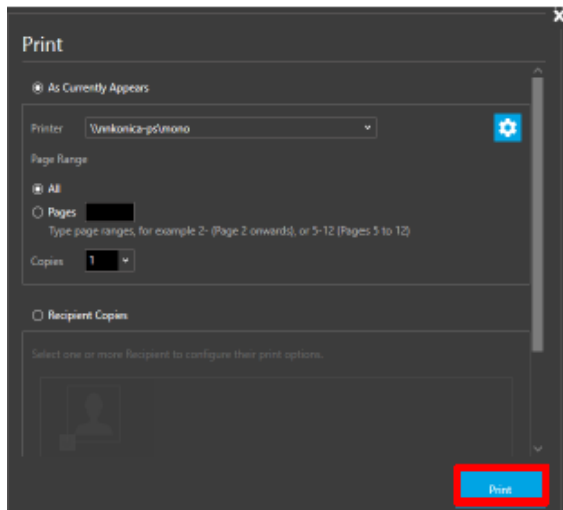 Print
As Currently Appears
Printer \\vmkonica-ps\mono
Page Range
All
Pages
Type page ranges, for example 2- (Page 2 onwards), or 5-12 (Pages 5 to 12)
Copies 1
Recipient Copies
Select one or more Recipient to configure their print options.
Print